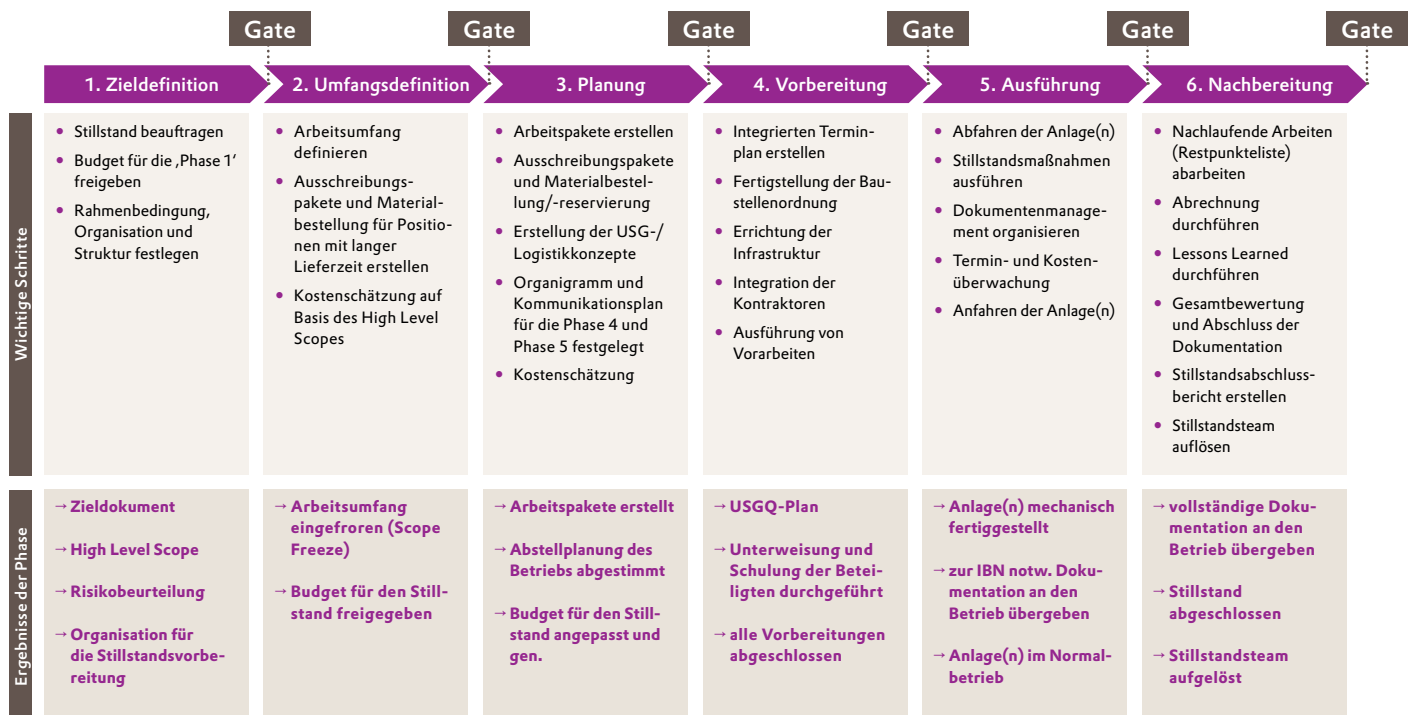 Gate
Gate
Gate
Gate
Gate
Gate
1. Zieldefinition
2. Umfangsdefinition
3. Planung
4. Vorbereitung
5. Ausführung
6. Nachbereitung
Wichtige Schritte
• Stillstand beauftragen
• Budget für die ‚Phase 1‘
freigeben
• Rahmenbedingung,
Organisation und
Struktur festlegen
• Arbeitsumfang
definieren
• Ausschreibungs-
pakete und Material-
bestellung für Positio-
nen mit langer
Lieferzeit erstellen
• Kostenschätzung auf
Basis des High Level
Scopes
• Arbeitspakete erstellen
• Ausschreibungspakete
und Materialbestel-
lung/-reservierung
• Erstellung der USG-/
Logistikkonzepte
• Organigramm und
Kommunikationsplan
für die Phase 4 und
Phase 5 festgelegt
• Kostenschätzung
• Integrierten Termin-
plan erstellen
• Fertigstellung der Bau-
stellenordnung
• Errichtung der
Infrastruktur
• Integration der
Kontraktoren
• Ausführung von
Vorarbeiten
• Abfahren der Anlage(n)
• Stillstandsmaßnahmen
ausführen
• Dokumentenmanage-
ment organisieren
• Termin- und Kosten-
überwachung
• Anfahren der Anlage(n)
• Nachlaufende Arbeiten
(Restpunkteliste)
abarbeiten
• Abrechnung
durchführen
• Lessons Learned
durchführen
• Gesamtbewertung
und Abschluss der
Dokumentation
• Stillstandsabschluss-
bericht erstellen
• Stillstandsteam
auflösen
Ergebnisse der Phase
→ Zieldokument
→ High Level Scope
→ Risikobeurteilung
→ Organisation für
die Stillstandsvorbe-
reitung
→ Arbeitsumfang
eingefroren (Scope
Freeze)
→ Budget für den Still-
stand freigegeben
→ Arbeitspakete erstellt
→ Abstellplanung des
Betriebs abgestimmt
→ Budget für den Still-
stand angepasst und
gen.
→ USGQ-Plan
→ Unterweisung und
Schulung der Betei-
ligten durchgeführt
→ alle Vorbereitungen
abgeschlossen
→ Anlage(n) mechanisch
fertiggestellt
→ zur IBN notw. Doku-
mentation an den
Betrieb übergeben
→ Anlage(n) im Normal-
betrieb
→ vollständige Doku-
mentation an den
Betrieb übergeben
→ Stillstand
abgeschlossen
→ Stillstandsteam
aufgelöst